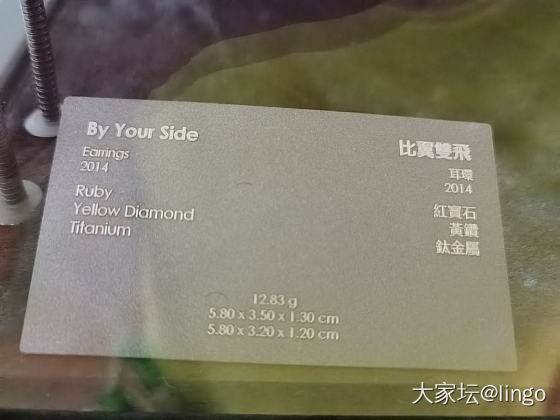 By Your Side
Earrings
2014
Ruby
Yellow Diamond
Titanium
比翼雙飛
耳環
2014
紅寶石
黃鑽
鈦金屬
12.83 g
5.80 x 3.50 x 1.30 cm
5.80 x 3.20 x 1.20 cm
大家坛@lingo